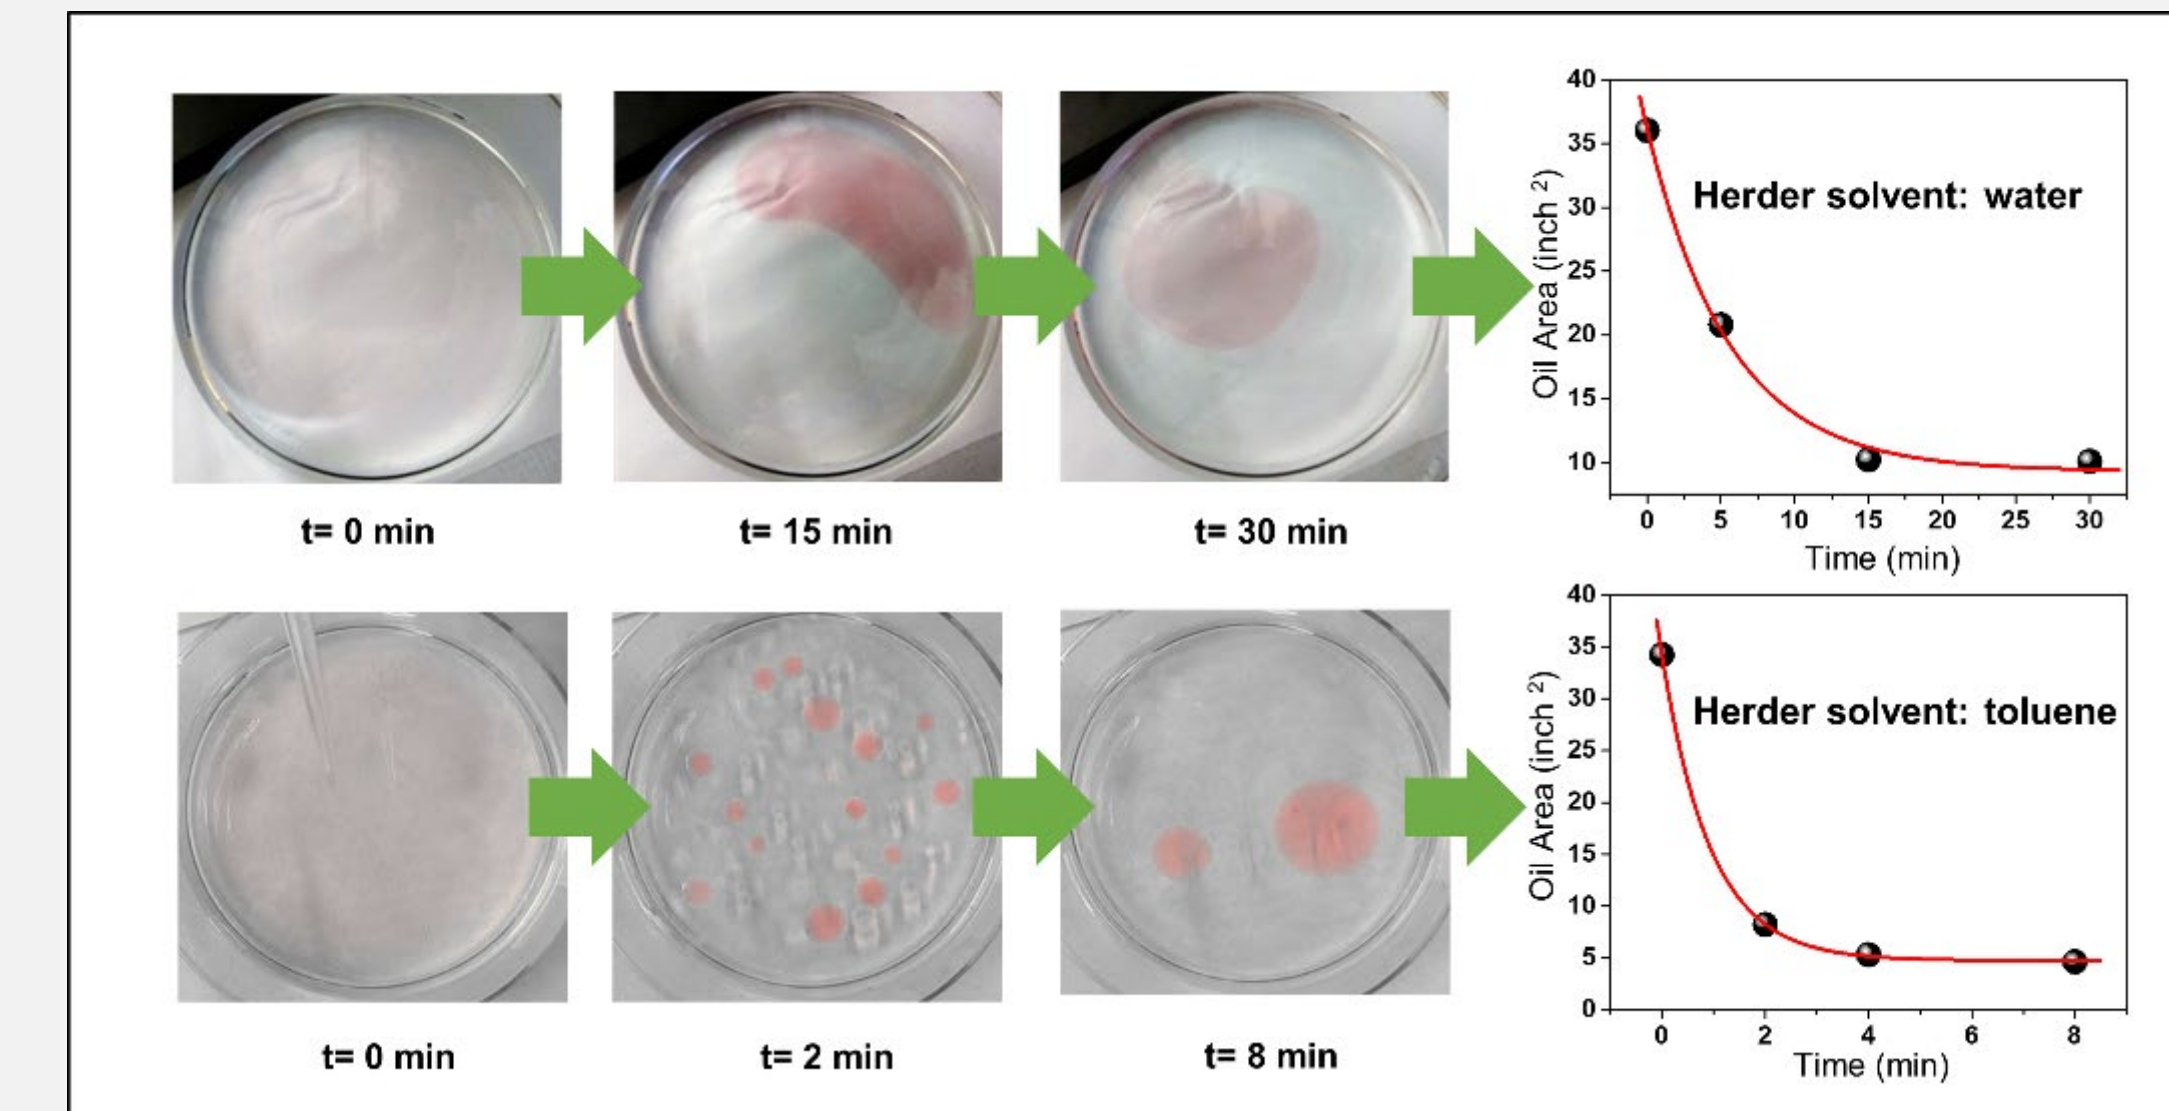 t= 0 min
t= 15 min
t= 30 min
40
35
30
25
20
15
10
Oil Area (inch ²)
Herder solvent: water
0 5 10 15 20 25 30
Time (min)
t= 0 min
t= 2 min
t= 8 min
40
35
30
25
20
15
10
5
0
Oil Area (inch ²)
Herder solvent: toluene
0 2 4 6 8
Time (min)